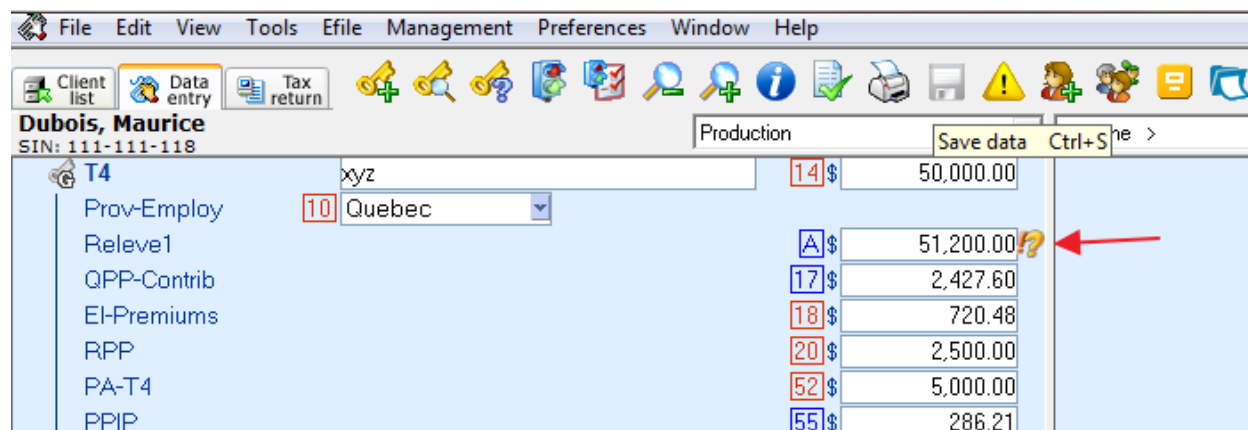 File Edit View Tools Efile Management Preferences Window Help
Client list Data entry Tax return
Dubois, Maurice
SIN: 111-111-118
Production
Save data Ctrl+S
>
T4 xyz 14 $ 50,000.00
Prov-Employ 10 Quebec
Releve1 A $ 51,200.00 !?
QPP-Contrib 17 $ 2,427.60
EI-Premiums 18 $ 720.48
RPP 20 $ 2,500.00
PA-T4 52 $ 5,000.00
PPIP 55 $ 286.21